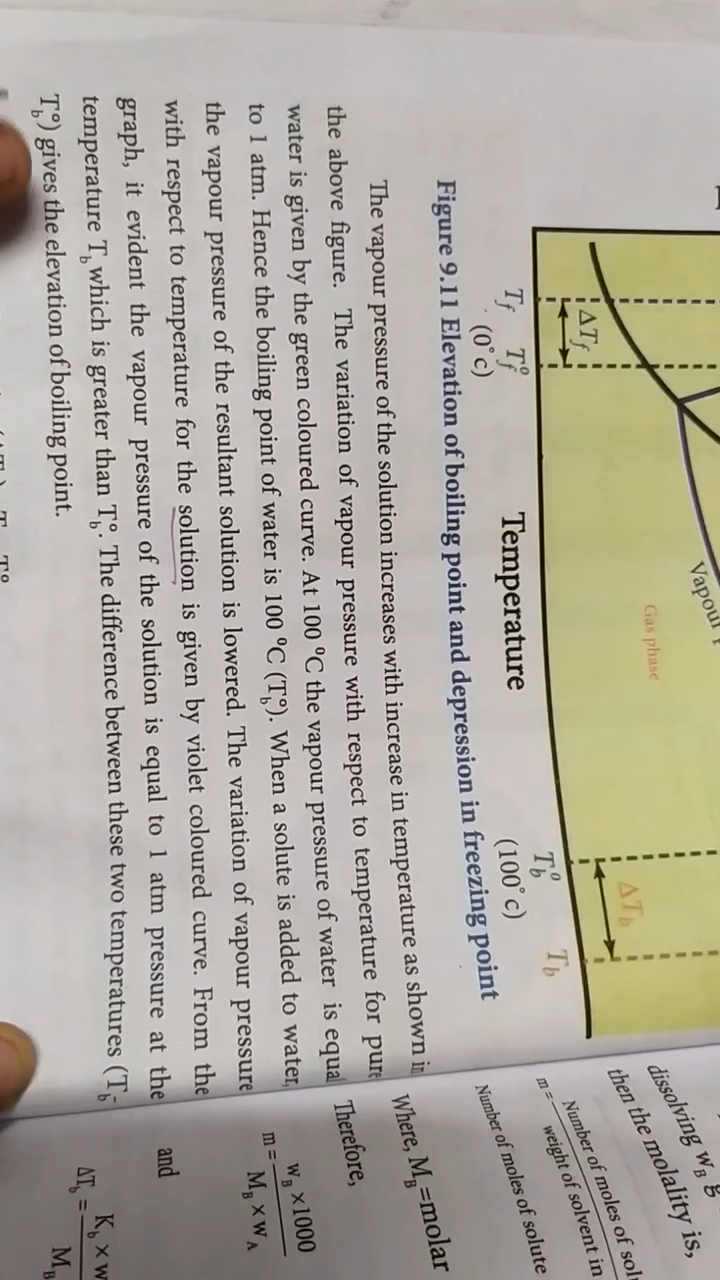 Vapour
Gas phase
ΔT_f
ΔT_b
T_f T_f° T_b° T_b
(0°c) (100°c)
Temperature
Figure 9.11 Elevation of boiling point and depression in freezing point
The vapour pressure of the solution increases with increase in temperature as shown in
the above figure. The variation of vapour pressure with respect to temperature for pure
water is given by the green coloured curve. At 100 ⁰C the vapour pressure of water is equal
to 1 atm. Hence the boiling point of water is 100 ⁰C (T_b°). When a solute is added to water,
the vapour pressure of the resultant solution is lowered. The variation of vapour pressure
with respect to temperature for the solution is given by violet coloured curve. From the
graph, it evident the vapour pressure of the solution is equal to 1 atm pressure at the
temperature T_b which is greater than T_b°. The difference between these two temperatures (T_b-
T_b°) gives the elevation of boiling point.
dissolving w_B g
then the molality is,
m = Number of moles of sol
weight of solvent in
Number of moles of solute
Where, M_B =molar
Therefore,
m = w_B ×1000
M_B × w_A
and
ΔT_b = K_b × w
M_B